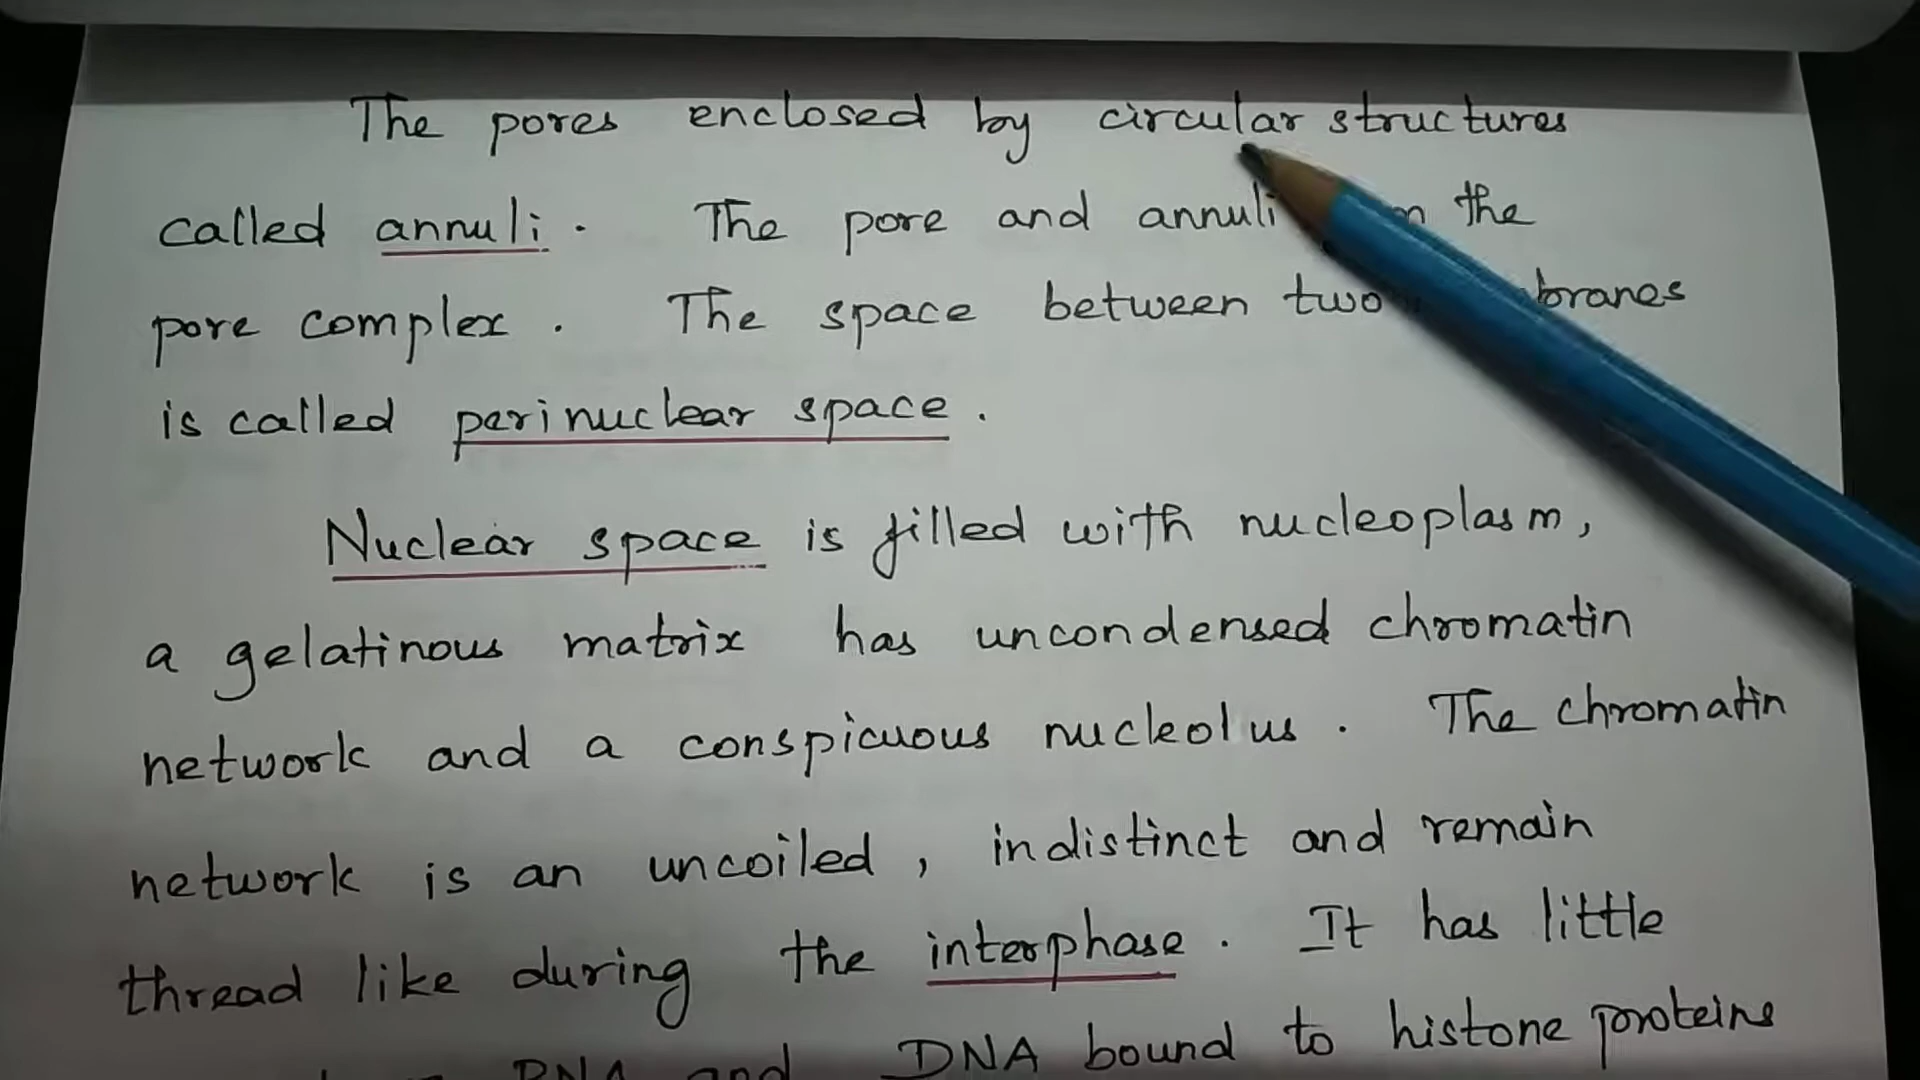 The pores enclosed by circular structures
called annuli. The pore and annuli the
pore complex. The space between two
is called perinuclear space.
Nuclear space is filled with nucleoplasm,
a gelatinous matrix has uncondensed chromatin
network and a conspicuous nucleolus. The chromatin
network is an uncoiled, indistinct and remain
thread like during the interphase. It has little
RNA and DNA bound to histone proteins